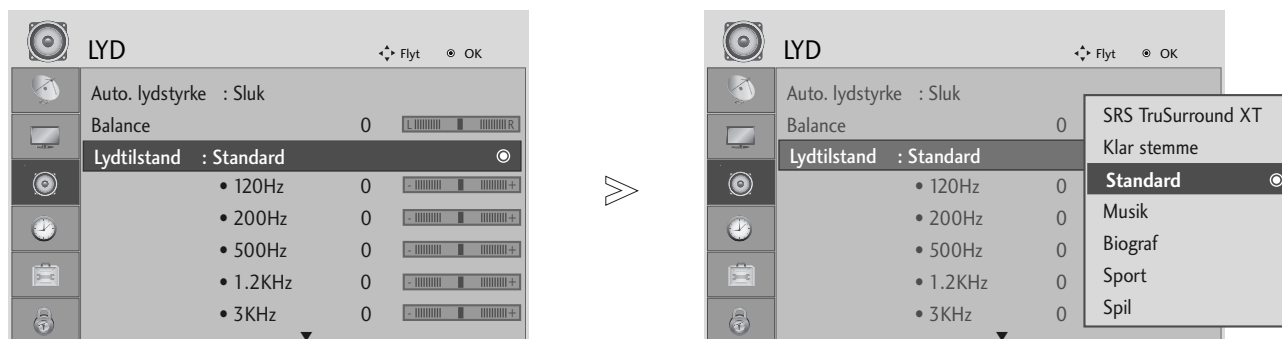 LYD Flyt OK
Auto. lydstyrke : Sluk
Balance 0 L R
Lydtilstand : Standard
• 120Hz 0 - +
• 200Hz 0 - +
• 500Hz 0 - +
• 1.2KHz 0 - +
• 3KHz 0 - +
LYD Flyt OK
Auto. lydstyrke : Sluk
Balance 0
Lydtilstand : Standard
• 120Hz 0
• 200Hz 0
• 500Hz 0
• 1.2KHz 0
• 3KHz 0
SRS TruSurround XT
Klar stemme
Standard
Musik
Biograf
Sport
Spil